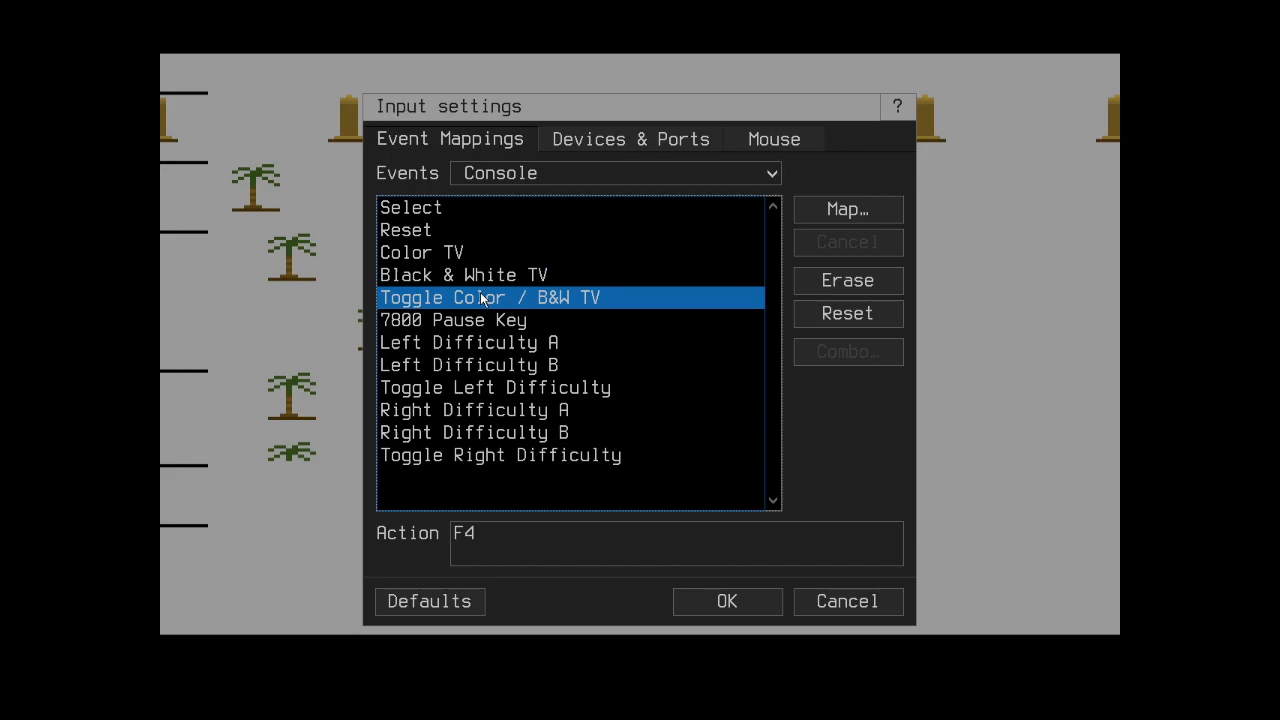 Input settings ?
Event Mappings Devices & Ports Mouse
Events Console
Select
Reset
Color TV
Black & White TV
Toggle Color / B&W TV
7800 Pause Key
Left Difficulty A
Left Difficulty B
Toggle Left Difficulty
Right Difficulty A
Right Difficulty B
Toggle Right Difficulty
Map…
Cancel
Erase
Reset
Combo…
Action F4
Defaults OK Cancel